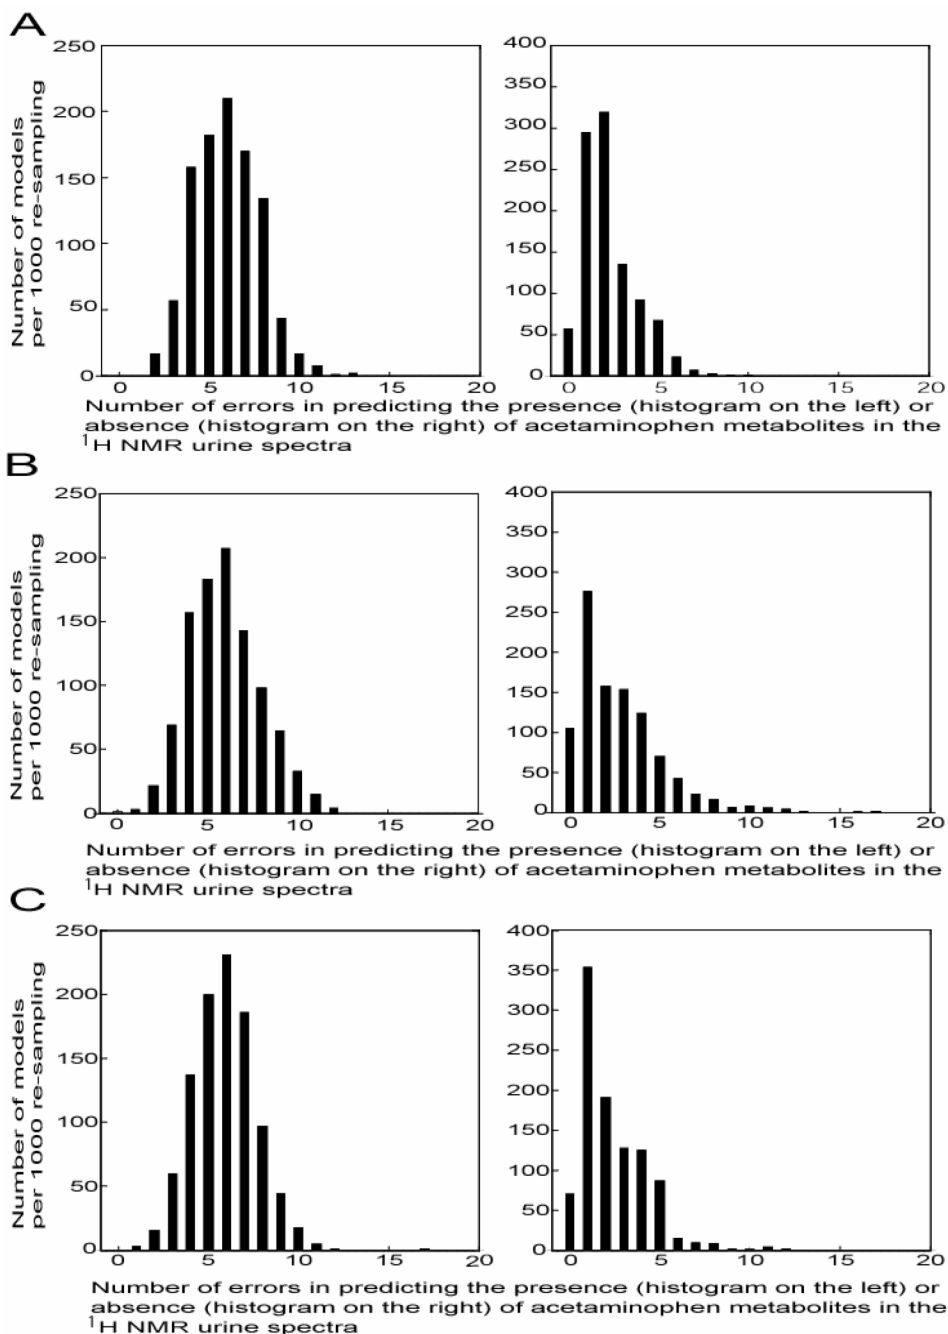 A
250
200
150
100
50
0
Number of models
per 1000 re-sampling
0 5 10 15 20
400
350
300
250
200
150
100
50
0
0 5 10 15 20
Number of errors in predicting the presence (histogram on the left) or
absence (histogram on the right) of acetaminophen metabolites in the
¹H NMR urine spectra
B
250
200
150
100
50
0
Number of models
per 1000 re-sampling
0 5 10 15 20
400
350
300
250
200
150
100
50
0
0 5 10 15 20
Number of errors in predicting the presence (histogram on the left) or
absence (histogram on the right) of acetaminophen metabolites in the
¹H NMR urine spectra
C
250
200
150
100
50
0
Number of models
per 1000 re-sampling
0 5 10 15 20
400
350
300
250
200
150
100
50
0
0 5 10 15 20
Number of errors in predicting the presence (histogram on the left) or
absence (histogram on the right) of acetaminophen metabolites in the
¹H NMR urine spectra